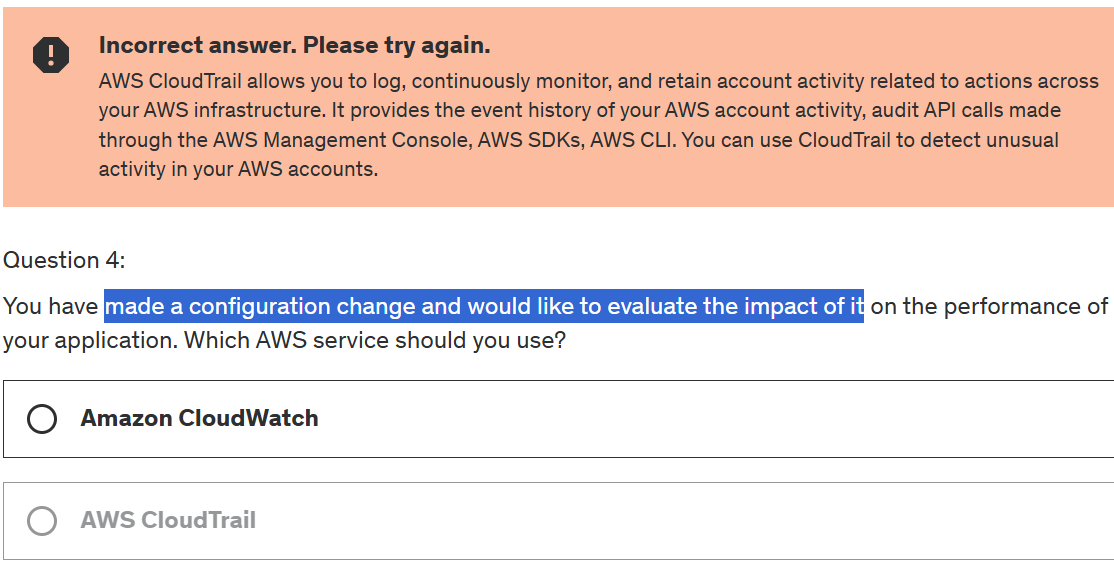 Incorrect answer. Please try again.
AWS CloudTrail allows you to log, continuously monitor, and retain account activity related to actions across
your AWS infrastructure. It provides the event history of your AWS account activity, audit API calls made
through the AWS Management Console, AWS SDKs, AWS CLI. You can use CloudTrail to detect unusual
activity in your AWS accounts.
Question 4:
You have made a configuration change and would like to evaluate the impact of it on the performance of
your application. Which AWS service should you use?
Amazon CloudWatch
AWS CloudTrail